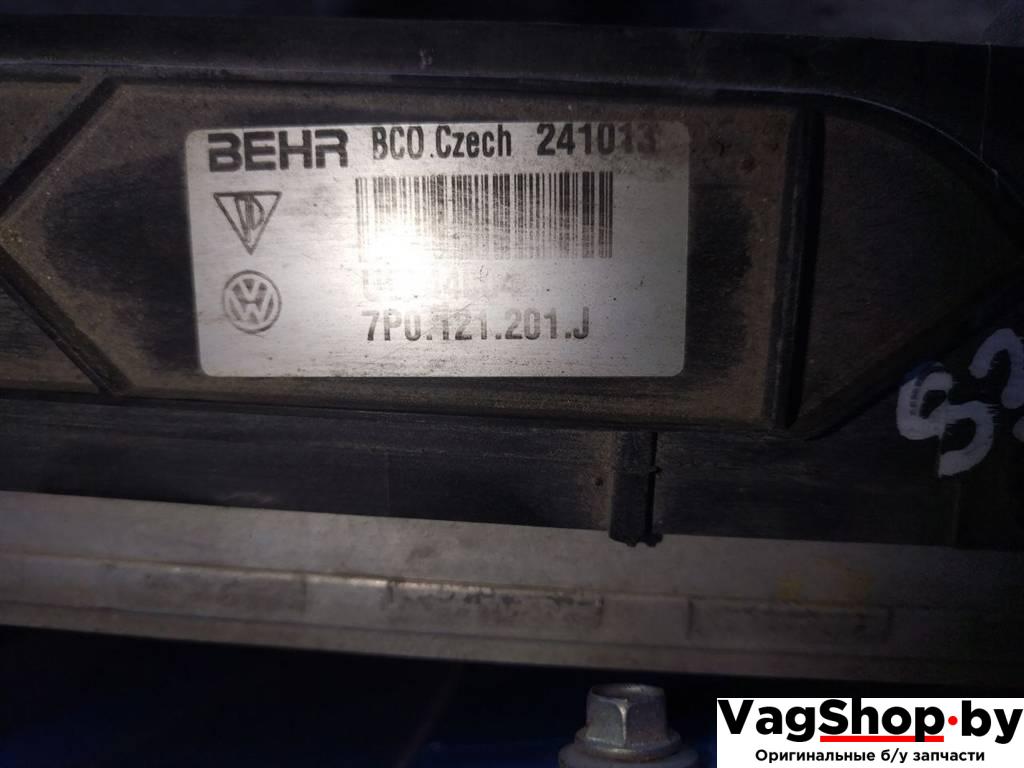 BEHR BCO.Czech 241013
7P0.121.201.J
VagShop.by
Оригинальные б/у запчасти